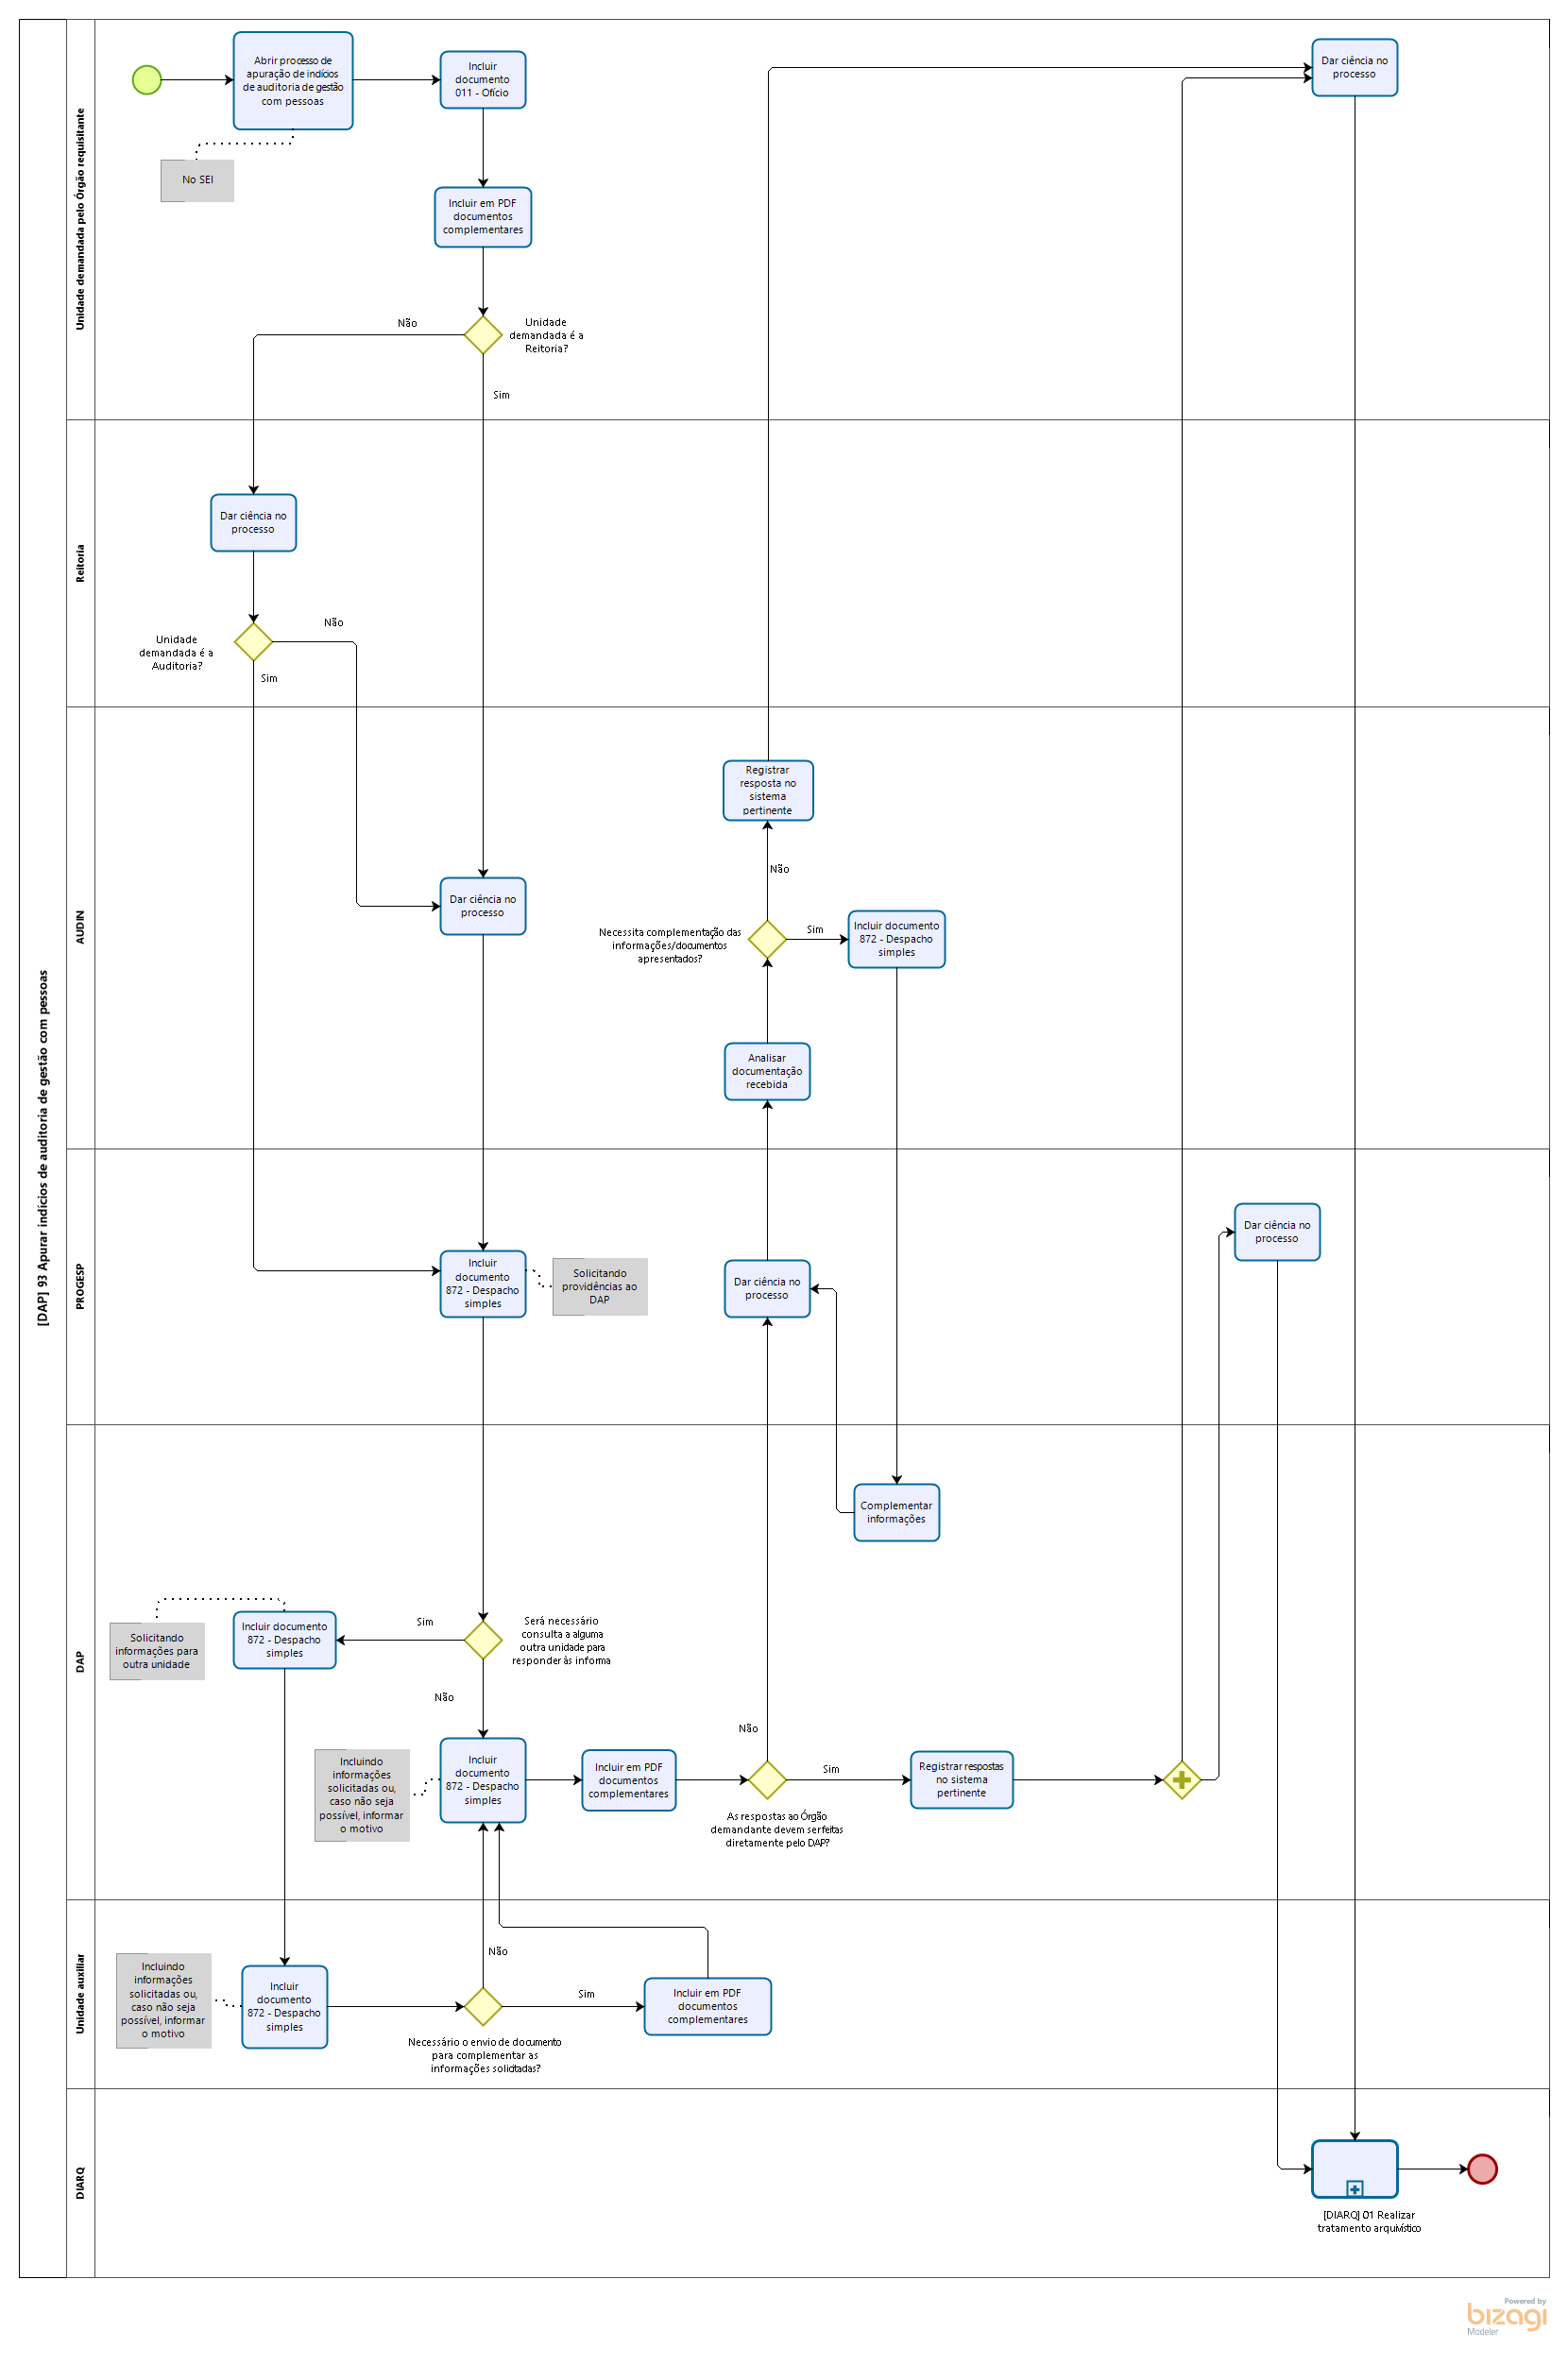 [DAP] 93 Apurar indícios de auditoria de gestão com pessoas
Unidade demandada pelo Órgão requisitante
Abrir processo de
apuração de indícios
de auditoria de gestão
com pessoas
No SEI
Incluir
documento
011 - Ofício
Incluir em PDF
documentos
complementares
Unidade
demandada é a
Reitoria?
Não
Sim
Dar ciência no
processo
Reitoria
Dar ciência no
processo
Unidade
demandada é a
Auditoria?
Não
Sim
AUDIN
Dar ciência no
processo
Registrar
resposta no
sistema
pertinente
Não
Necessita complementação das
informações/documentos
apresentados?
Sim
Incluir documento
872 - Despacho
simples
Analisar
documentação
recebida
PROGESP
Incluir
documento
872 - Despacho
simples
Solicitando
providências ao
DAP
Dar ciência no
processo
Dar ciência no
processo
DAP
Complementar
informações
Solicitando
informações para
outra unidade
Incluir documento
872 - Despacho
simples
Sim
Será necessário
consulta a alguma
outra unidade para
responder às informa
Não
Incluindo
informações
solicitadas ou,
caso não seja
possível, informar
o motivo
Incluir
documento
872 - Despacho
simples
Incluir em PDF
documentos
complementares
Não
As respostas ao Órgão
demandante devem ser feitas
diretamente pelo DAP?
Sim
Registrar respostas
no sistema
pertinente
Unidade auxiliar
Incluindo
informações
solicitadas ou,
caso não seja
possível, informar
o motivo
Incluir
documento
872 - Despacho
simples
Não
Necessário o envio de documento
para complementar as
informações solicitadas?
Sim
Incluir em PDF
documentos
complementares
DIARQ
[DIARQ] 01 Realizar
tratamento arquivístico
Powered by
bizagi
Modeler